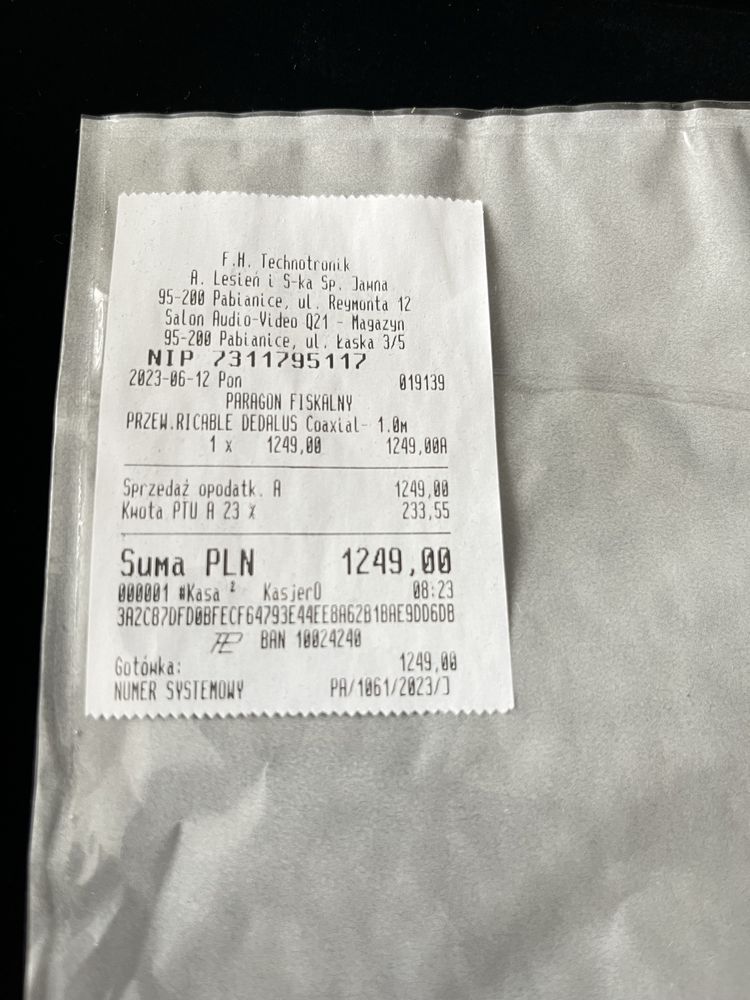 F.H. Technotronik
A. Lesień i S-ka Sp. Jawna
95-200 Pabianice, ul. Reymonta 12
Salon Audio-Video Q21 - Magazyn
95-200 Pabianice, ul. Łaska 3/5
NIP 7311795117
2023-06-12 Pon 019139
PARAGON FISKALNY
PRZEW.RICABLE DEDALUS Coaxial- 1.0m
1 x 1249,00 1249,00A
Sprzedaż opodatk. A 1249,00
Kwota PTU A 23 % 233,55
Suma PLN 1249,00
000001 #Kasa 2 Kasjer0 08:23
3A2CB7DFD0BFECF64793E44EE8A62B1BAE9DD6DB
BAN 10024240
Gotówka: 1249,00
NUMER SYSTEMOWY PA/1061/2023/J